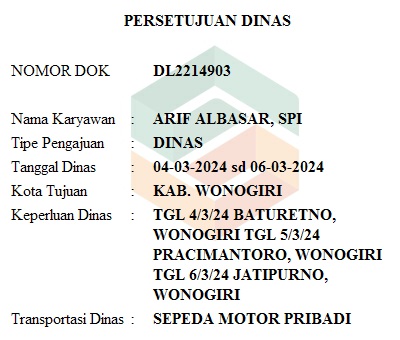 PERSETUJUAN DINAS
NOMOR DOK DL2214903
Nama Karyawan : ARIF ALBASAR, SPI
Tipe Pengajuan : DINAS
Tanggal Dinas : 04-03-2024 sd 06-03-2024
Kota Tujuan : KAB. WONOGIRI
Keperluan Dinas : TGL 4/3/24 BATURETNO,
WONOGIRI TGL 5/3/24
PRACIMANTORO, WONOGIRI
TGL 6/3/24 JATIPURNO,
WONOGIRI
Transportasi Dinas : SEPEDA MOTOR PRIBADI